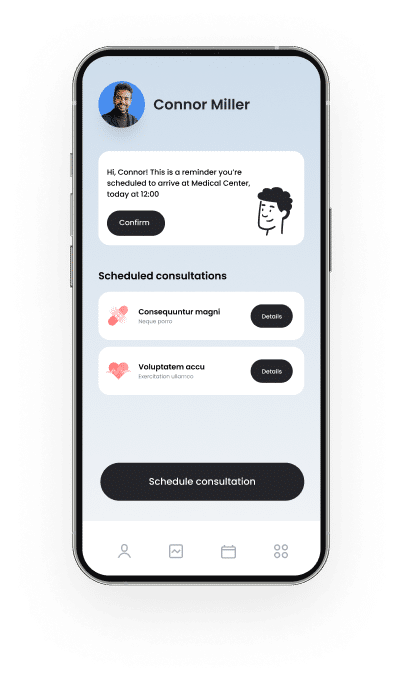 Connor Miller
Hi, Connor! This is a reminder you're
scheduled to arrive at Medical Center,
today at 12:00
Confirm
Scheduled consultations
Consequuntur magni
Neque porro
Details
Voluptatem accu
Exercitation ullamco
Details
Schedule consultation